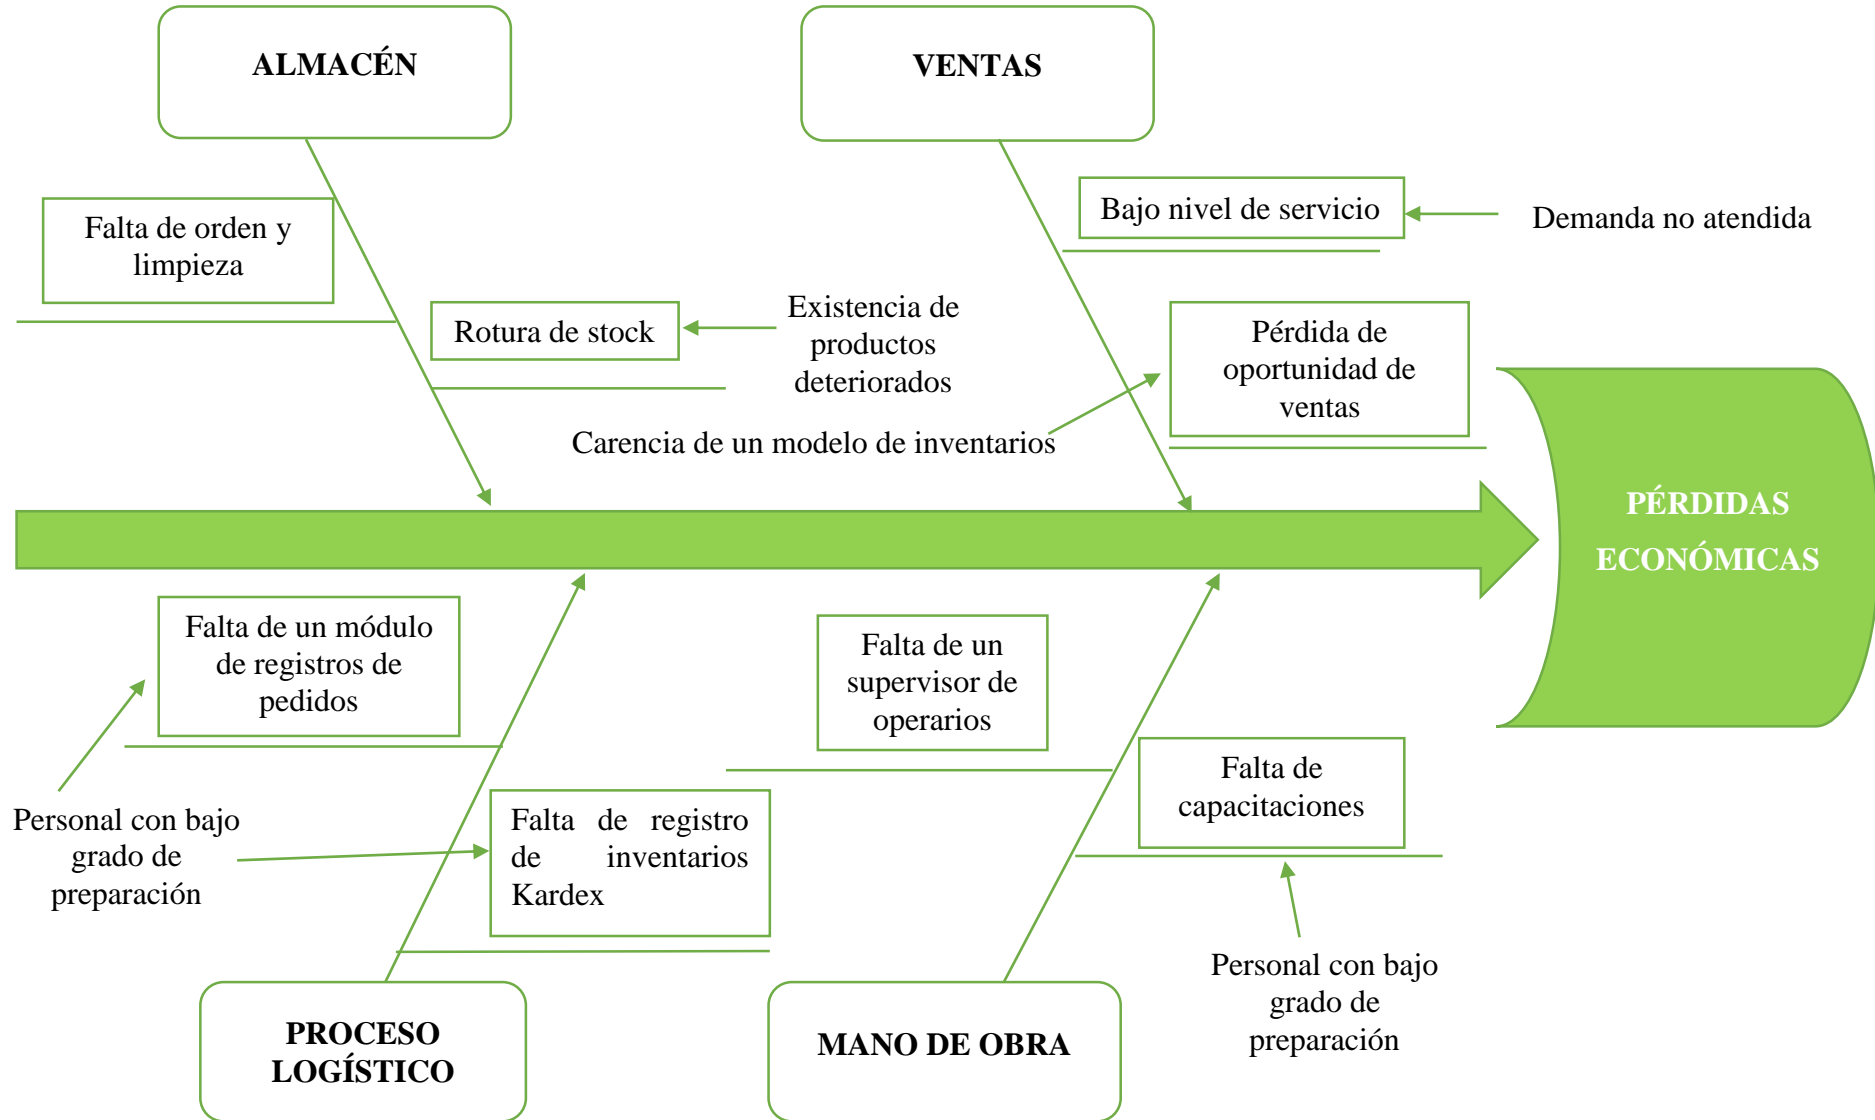 ALMACÉN
VENTAS
Falta de orden y
limpieza
Bajo nivel de servicio
Demanda no atendida
Rotura de stock
Existencia de
productos
deteriorados
Pérdida de
oportunidad de
ventas
Carencia de un modelo de inventarios
PÉRDIDAS
ECONÓMICAS
Falta de un módulo
de registros de
pedidos
Falta de un
supervisor de
operarios
Falta de
capacitaciones
Personal con bajo
grado de
preparación
Falta de registro
de inventarios
Kardex
Personal con bajo
grado de
preparación
PROCESO
LOGÍSTICO
MANO DE OBRA